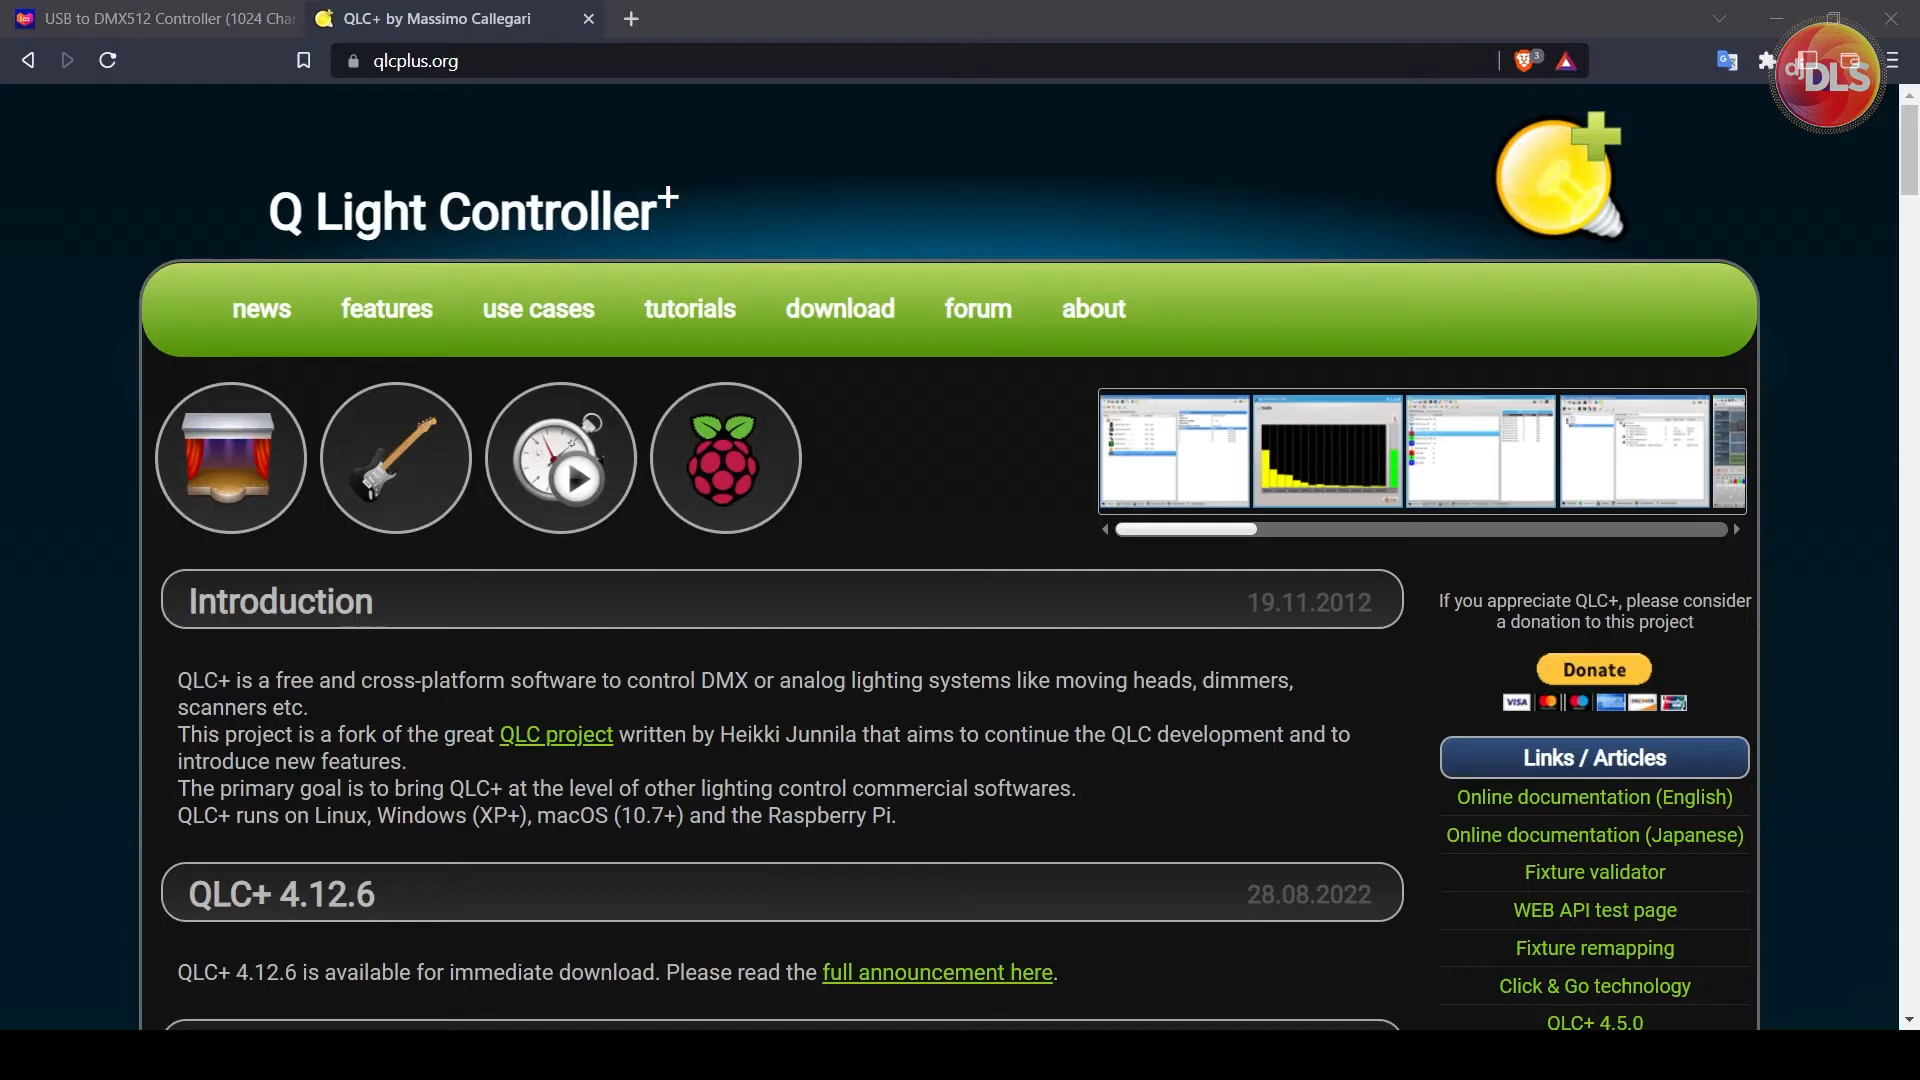 USB to DMX512 Controller (1024 Chan
QLC+ by Massimo Callegari
qlcplus.org
3
dj DLS
Q Light Controller+
news features use cases tutorials download forum about
Introduction 19.11.2012
If you appreciate QLC+, please consider
a donation to this project
Donate
VISA
QLC+ is a free and cross-platform software to control DMX or analog lighting systems like moving heads, dimmers,
scanners etc.
This project is a fork of the great QLC project written by Heikki Junnila that aims to continue the QLC development and to
introduce new features.
The primary goal is to bring QLC+ at the level of other lighting control commercial softwares.
QLC+ runs on Linux, Windows (XP+), macOS (10.7+) and the Raspberry Pi.
Links / Articles
Online documentation (English)
Online documentation (Japanese)
Fixture validator
WEB API test page
Fixture remapping
Click & Go technology
QLC+ 4.5.0
QLC+ 4.12.6 28.08.2022
QLC+ 4.12.6 is available for immediate download. Please read the full announcement here.